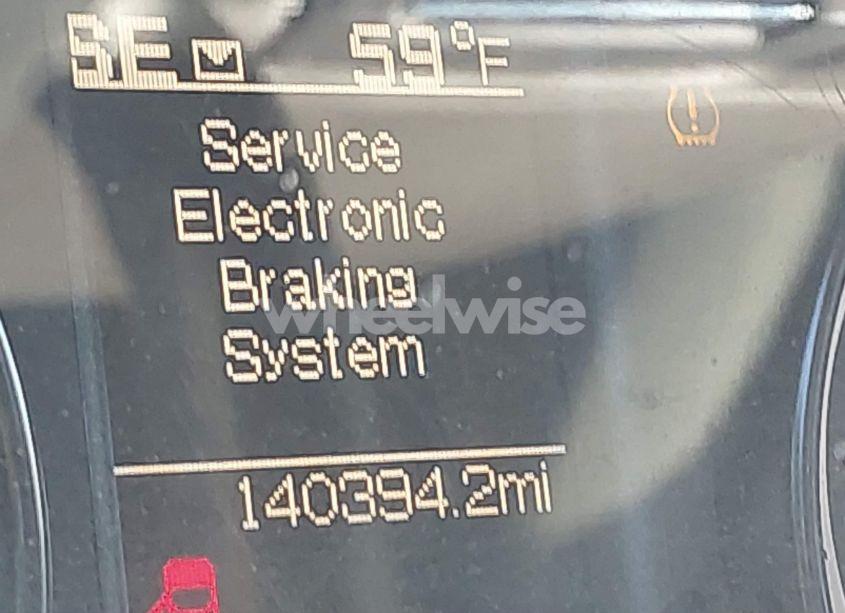 SE 59°F
Service
Electronic
Braking
wheelwise
System
140394.2mi